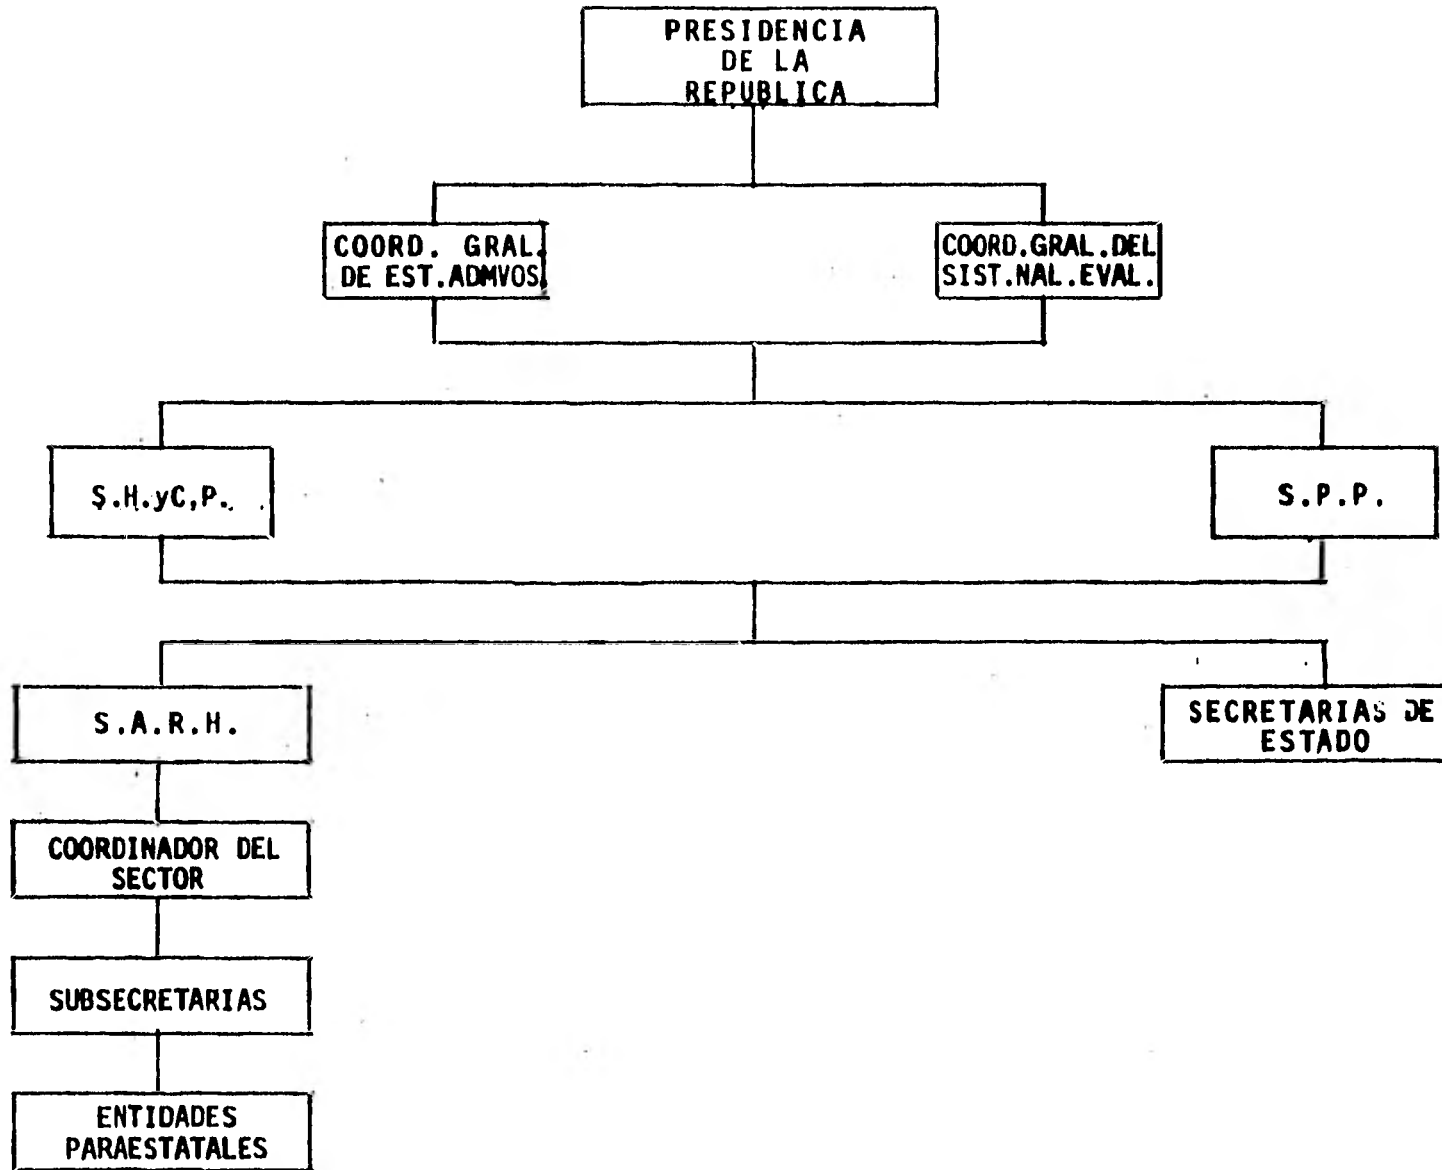 PRESIDENCIA
DE LA
REPUBLICA
COORD. GRAL.
DE EST.ADMVOS.
COORD.GRAL.DEL
SIST.NAL.EVAL.
S.H.yC,P.
S.P.P.
S.A.R.H.
SECRETARIAS DE
ESTADO
COORDINADOR DEL
SECTOR
SUBSECRETARIAS
ENTIDADES
PARAESTATALES